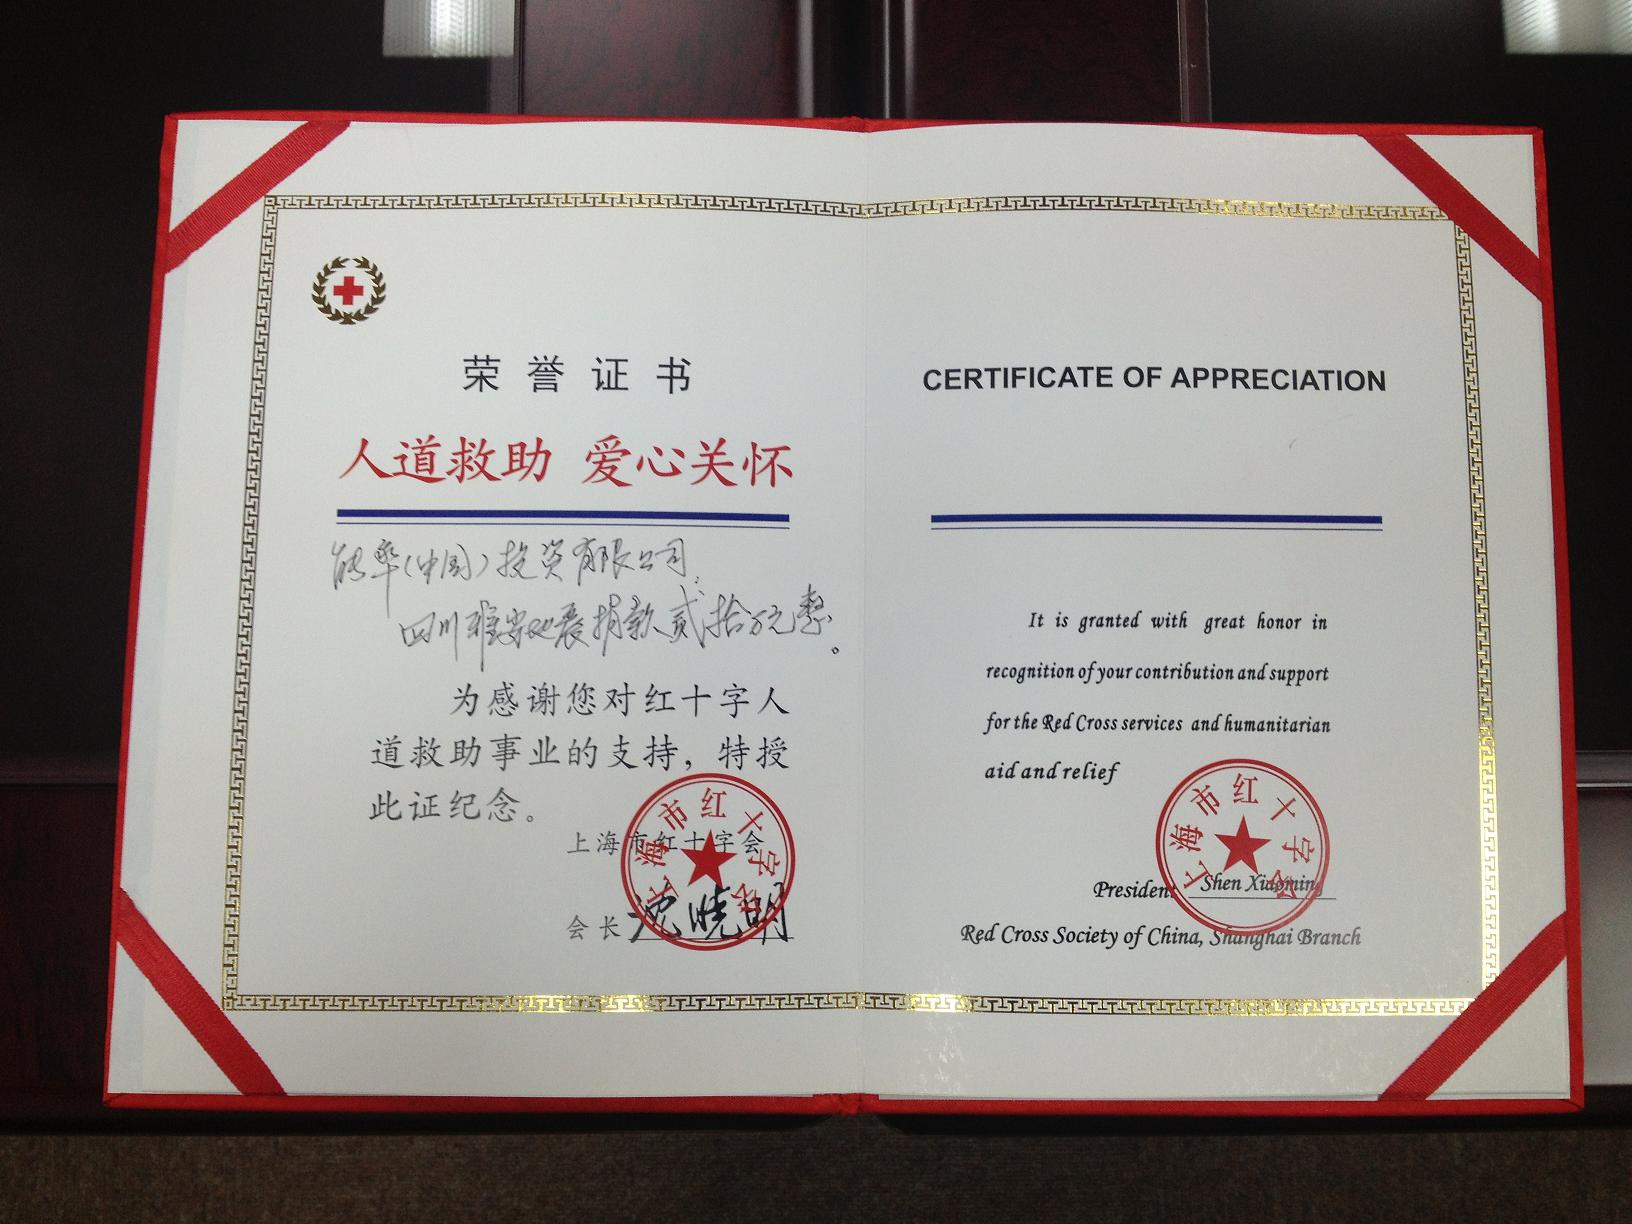 荣誉证书
人道救助 爱心关怀
(中国)投资有限公司:
四川雅安地震捐款贰拾万元整。
为感谢您对红十字人
道救助事业的支持，特授
此证纪念。
上海市红十字会
会长 沈晓明
上海市红十字会
CERTIFICATE OF APPRECIATION
It is granted with great honor in
recognition of your contribution and support
for the Red Cross services and humanitarian
aid and relief
President Shen Xiaoming
Red Cross Society of China, Shanghai Branch
上海市红十字会